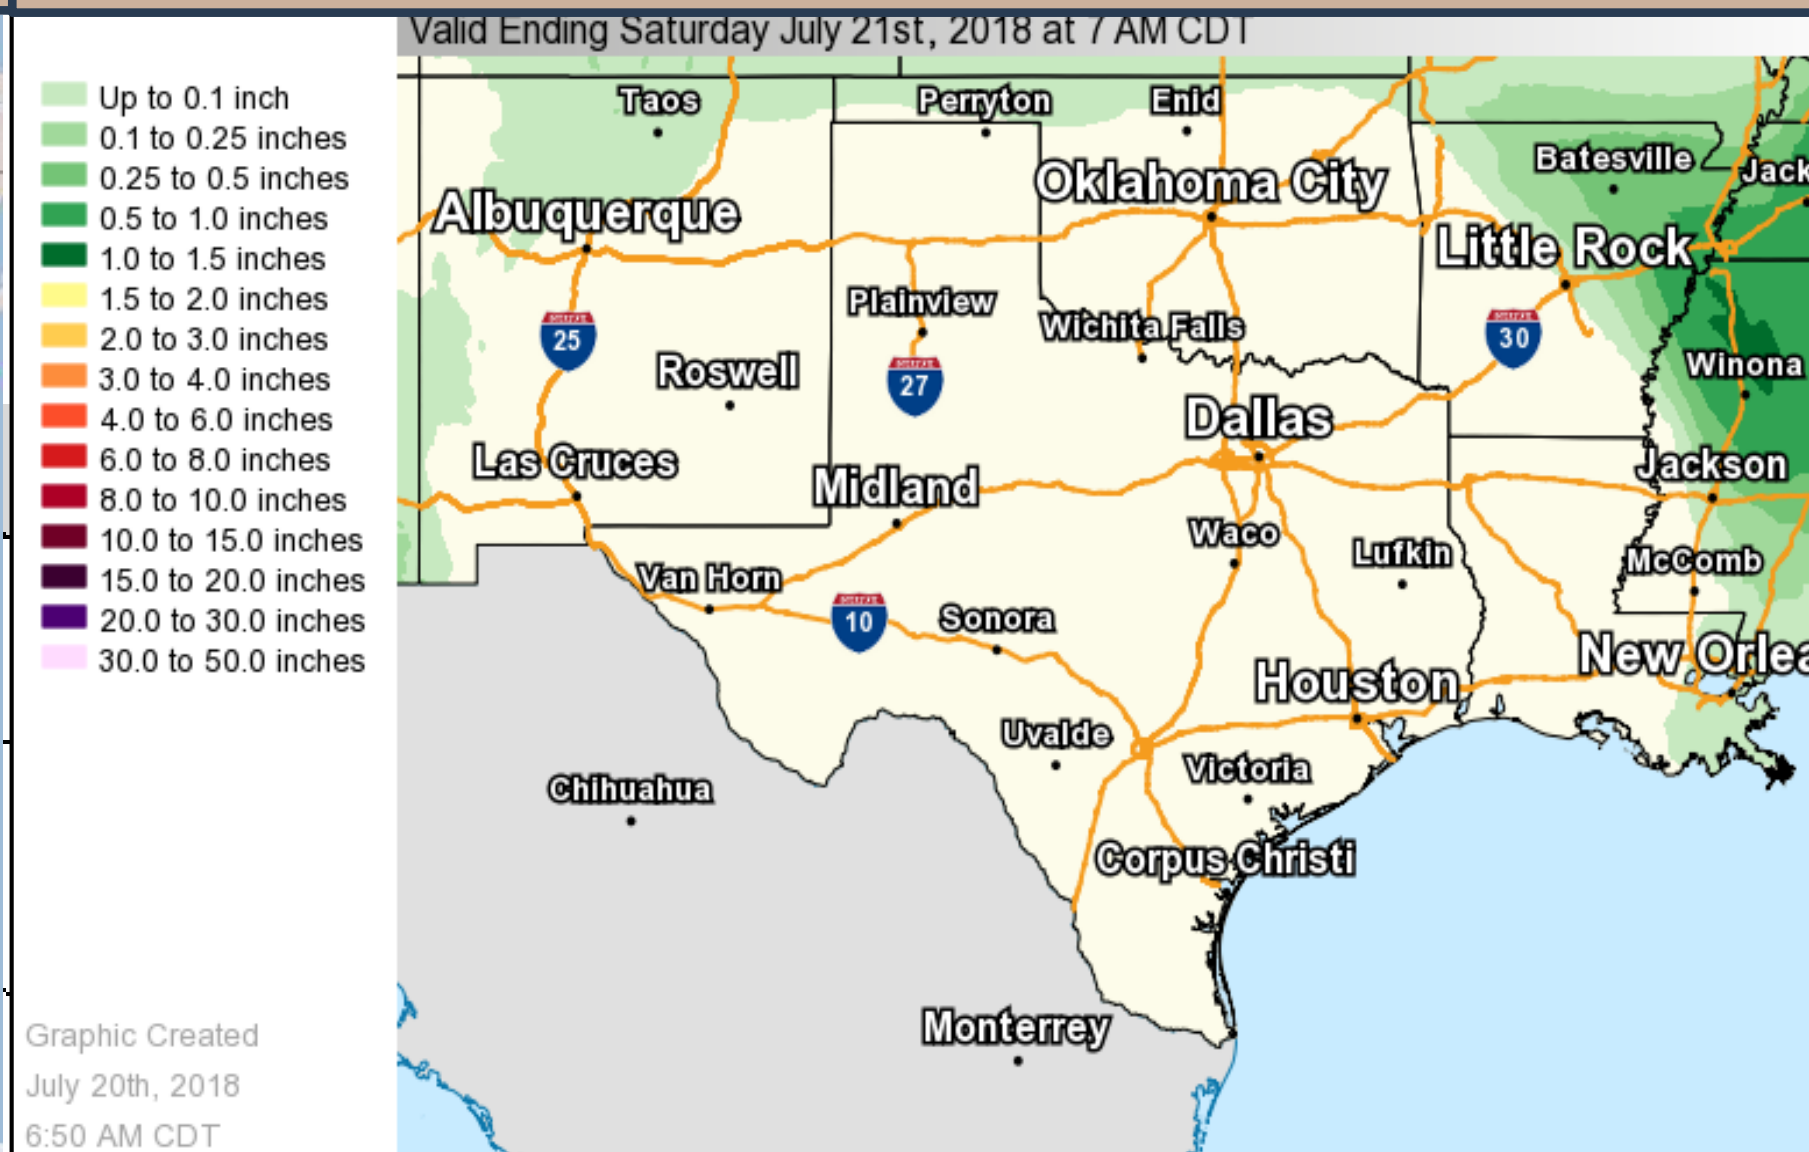 Valid Ending Saturday July 21st, 2018 at 7 AM CDT
Up to 0.1 inch
0.1 to 0.25 inches
0.25 to 0.5 inches
0.5 to 1.0 inches
1.0 to 1.5 inches
1.5 to 2.0 inches
2.0 to 3.0 inches
3.0 to 4.0 inches
4.0 to 6.0 inches
6.0 to 8.0 inches
8.0 to 10.0 inches
10.0 to 15.0 inches
15.0 to 20.0 inches
20.0 to 30.0 inches
30.0 to 50.0 inches
Graphic Created
July 20th, 2018
6:50 AM CDT
Taos
Perryton
Enid
Batesville
Jack
Oklahoma City
Albuquerque
Little Rock
Plainview
Wichita Falls
25
30
Winona
Roswell
27
Dallas
Las Cruces
Jackson
Midland
Waco
Lufkin
McComb
Van Horn
10
Sonora
New Orlea
Houston
Uvalde
Victoria
Chihuahua
Corpus Christi
Monterrey